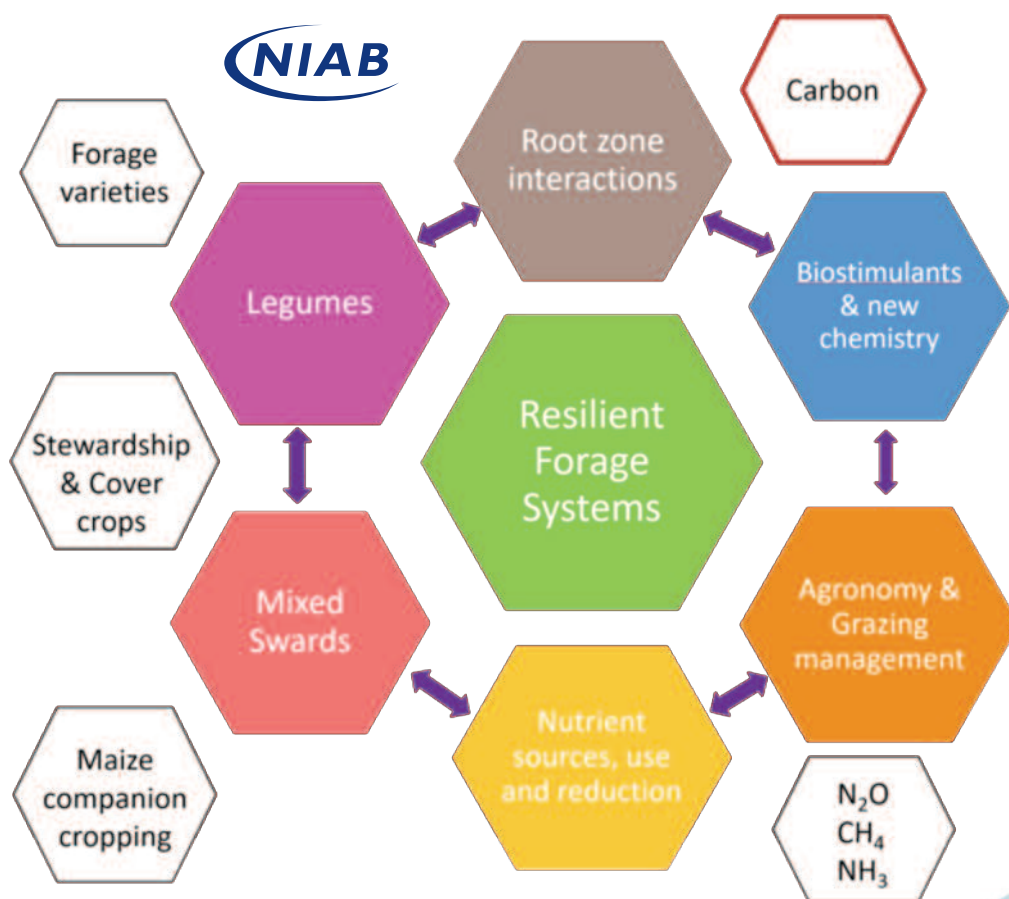 NIAB
Carbon
Root zone
interactions
Forage
varieties
Legumes
Biostimulants
& new
chemistry
Resilient
Forage
Systems
Stewardship
& Cover
crops
Mixed
Swards
Agronomy &
Grazing
management
Nutrient
sources, use
and reduction
Maize
companion
cropping
N₂O
CH₄
NH₃